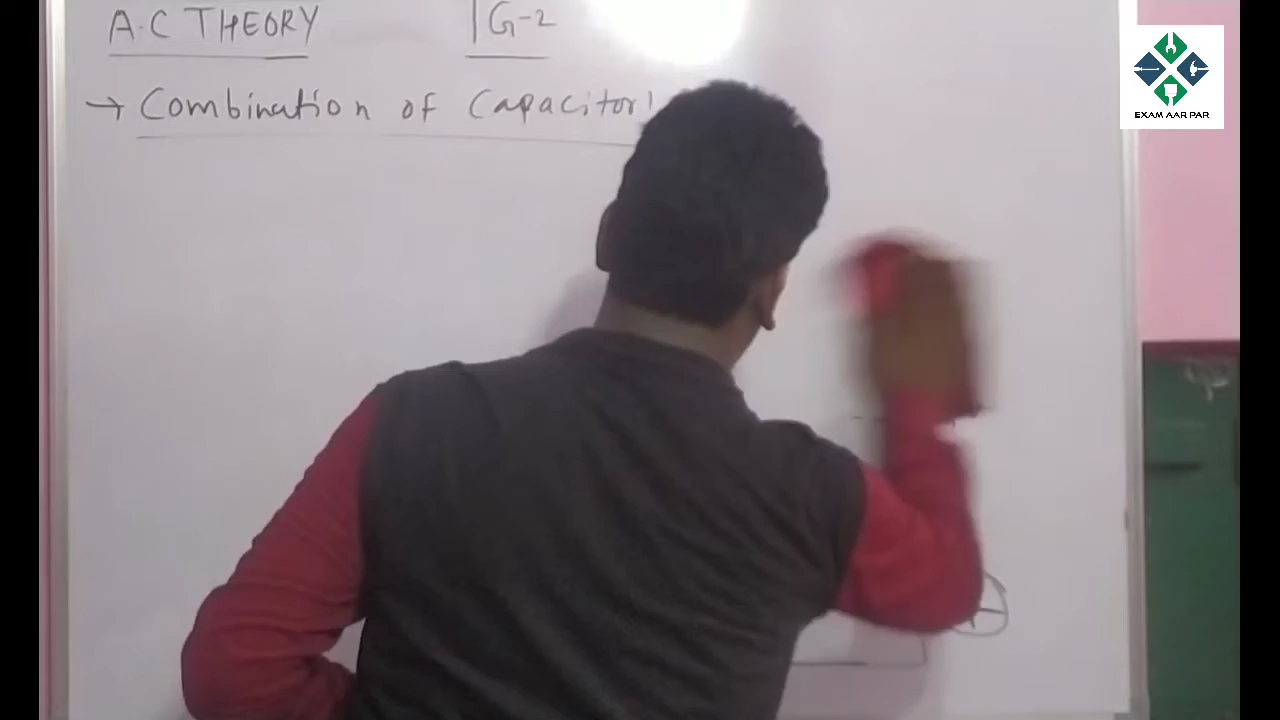 A.C THEORY
G-2
→ Combination of Capacitor
EXAM AAR PAR